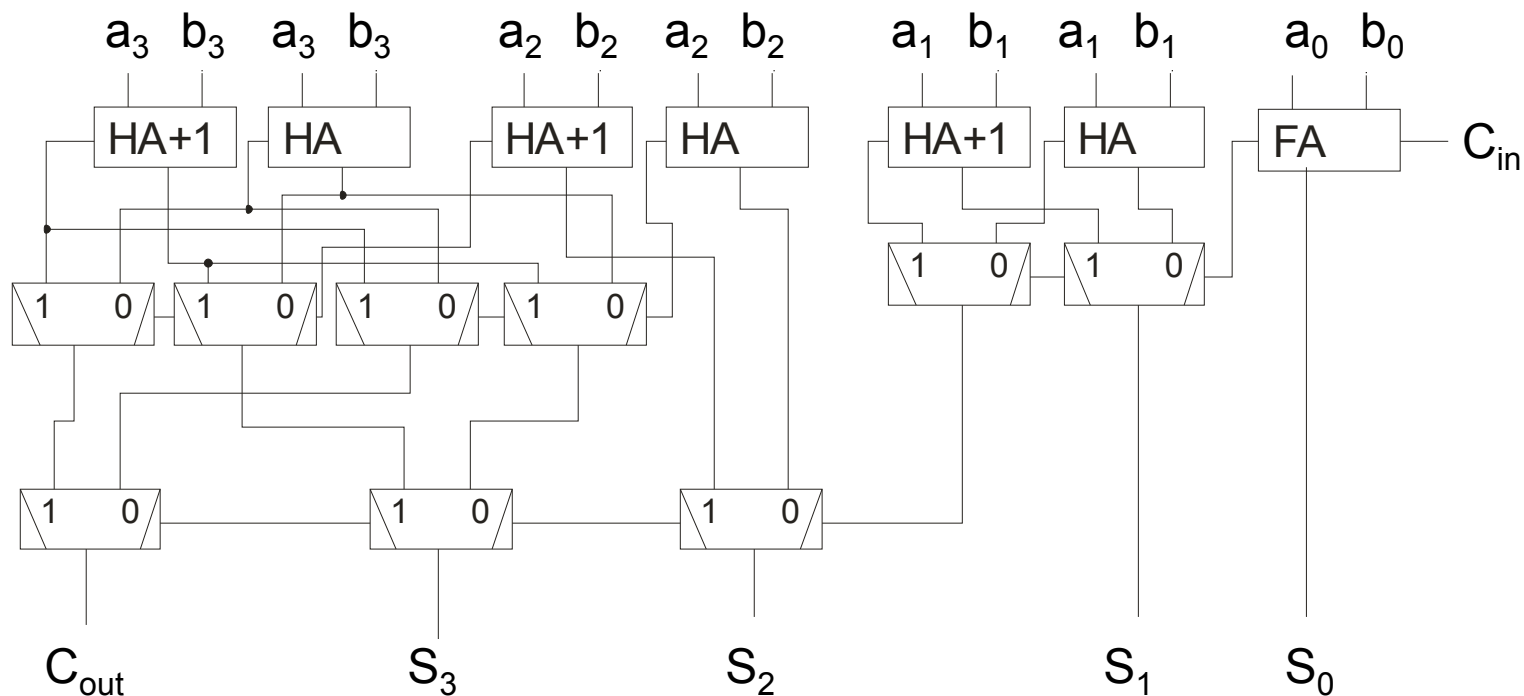 a₃ b₃ a₃ b₃ a₂ b₂ a₂ b₂ a₁ b₁ a₁ b₁ a₀ b₀
HA+1 HA HA+1 HA HA+1 HA FA C_in
1 0 1 0
1 0 1 0 1 0 1 0
1 0 1 0 1 0
C_out S₃ S₂ S₁ S₀